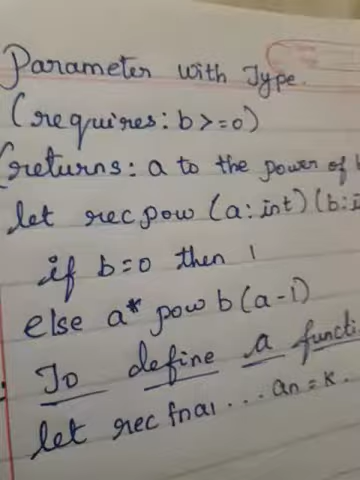 Parameter with Type.
(requires: b>=0)
(returns: a to the power of b
let rec pow (a:int)(b:i
if b=0 then 1
else a* pow b(a-1)
To define a functi
let rec fna1 ... an = k.